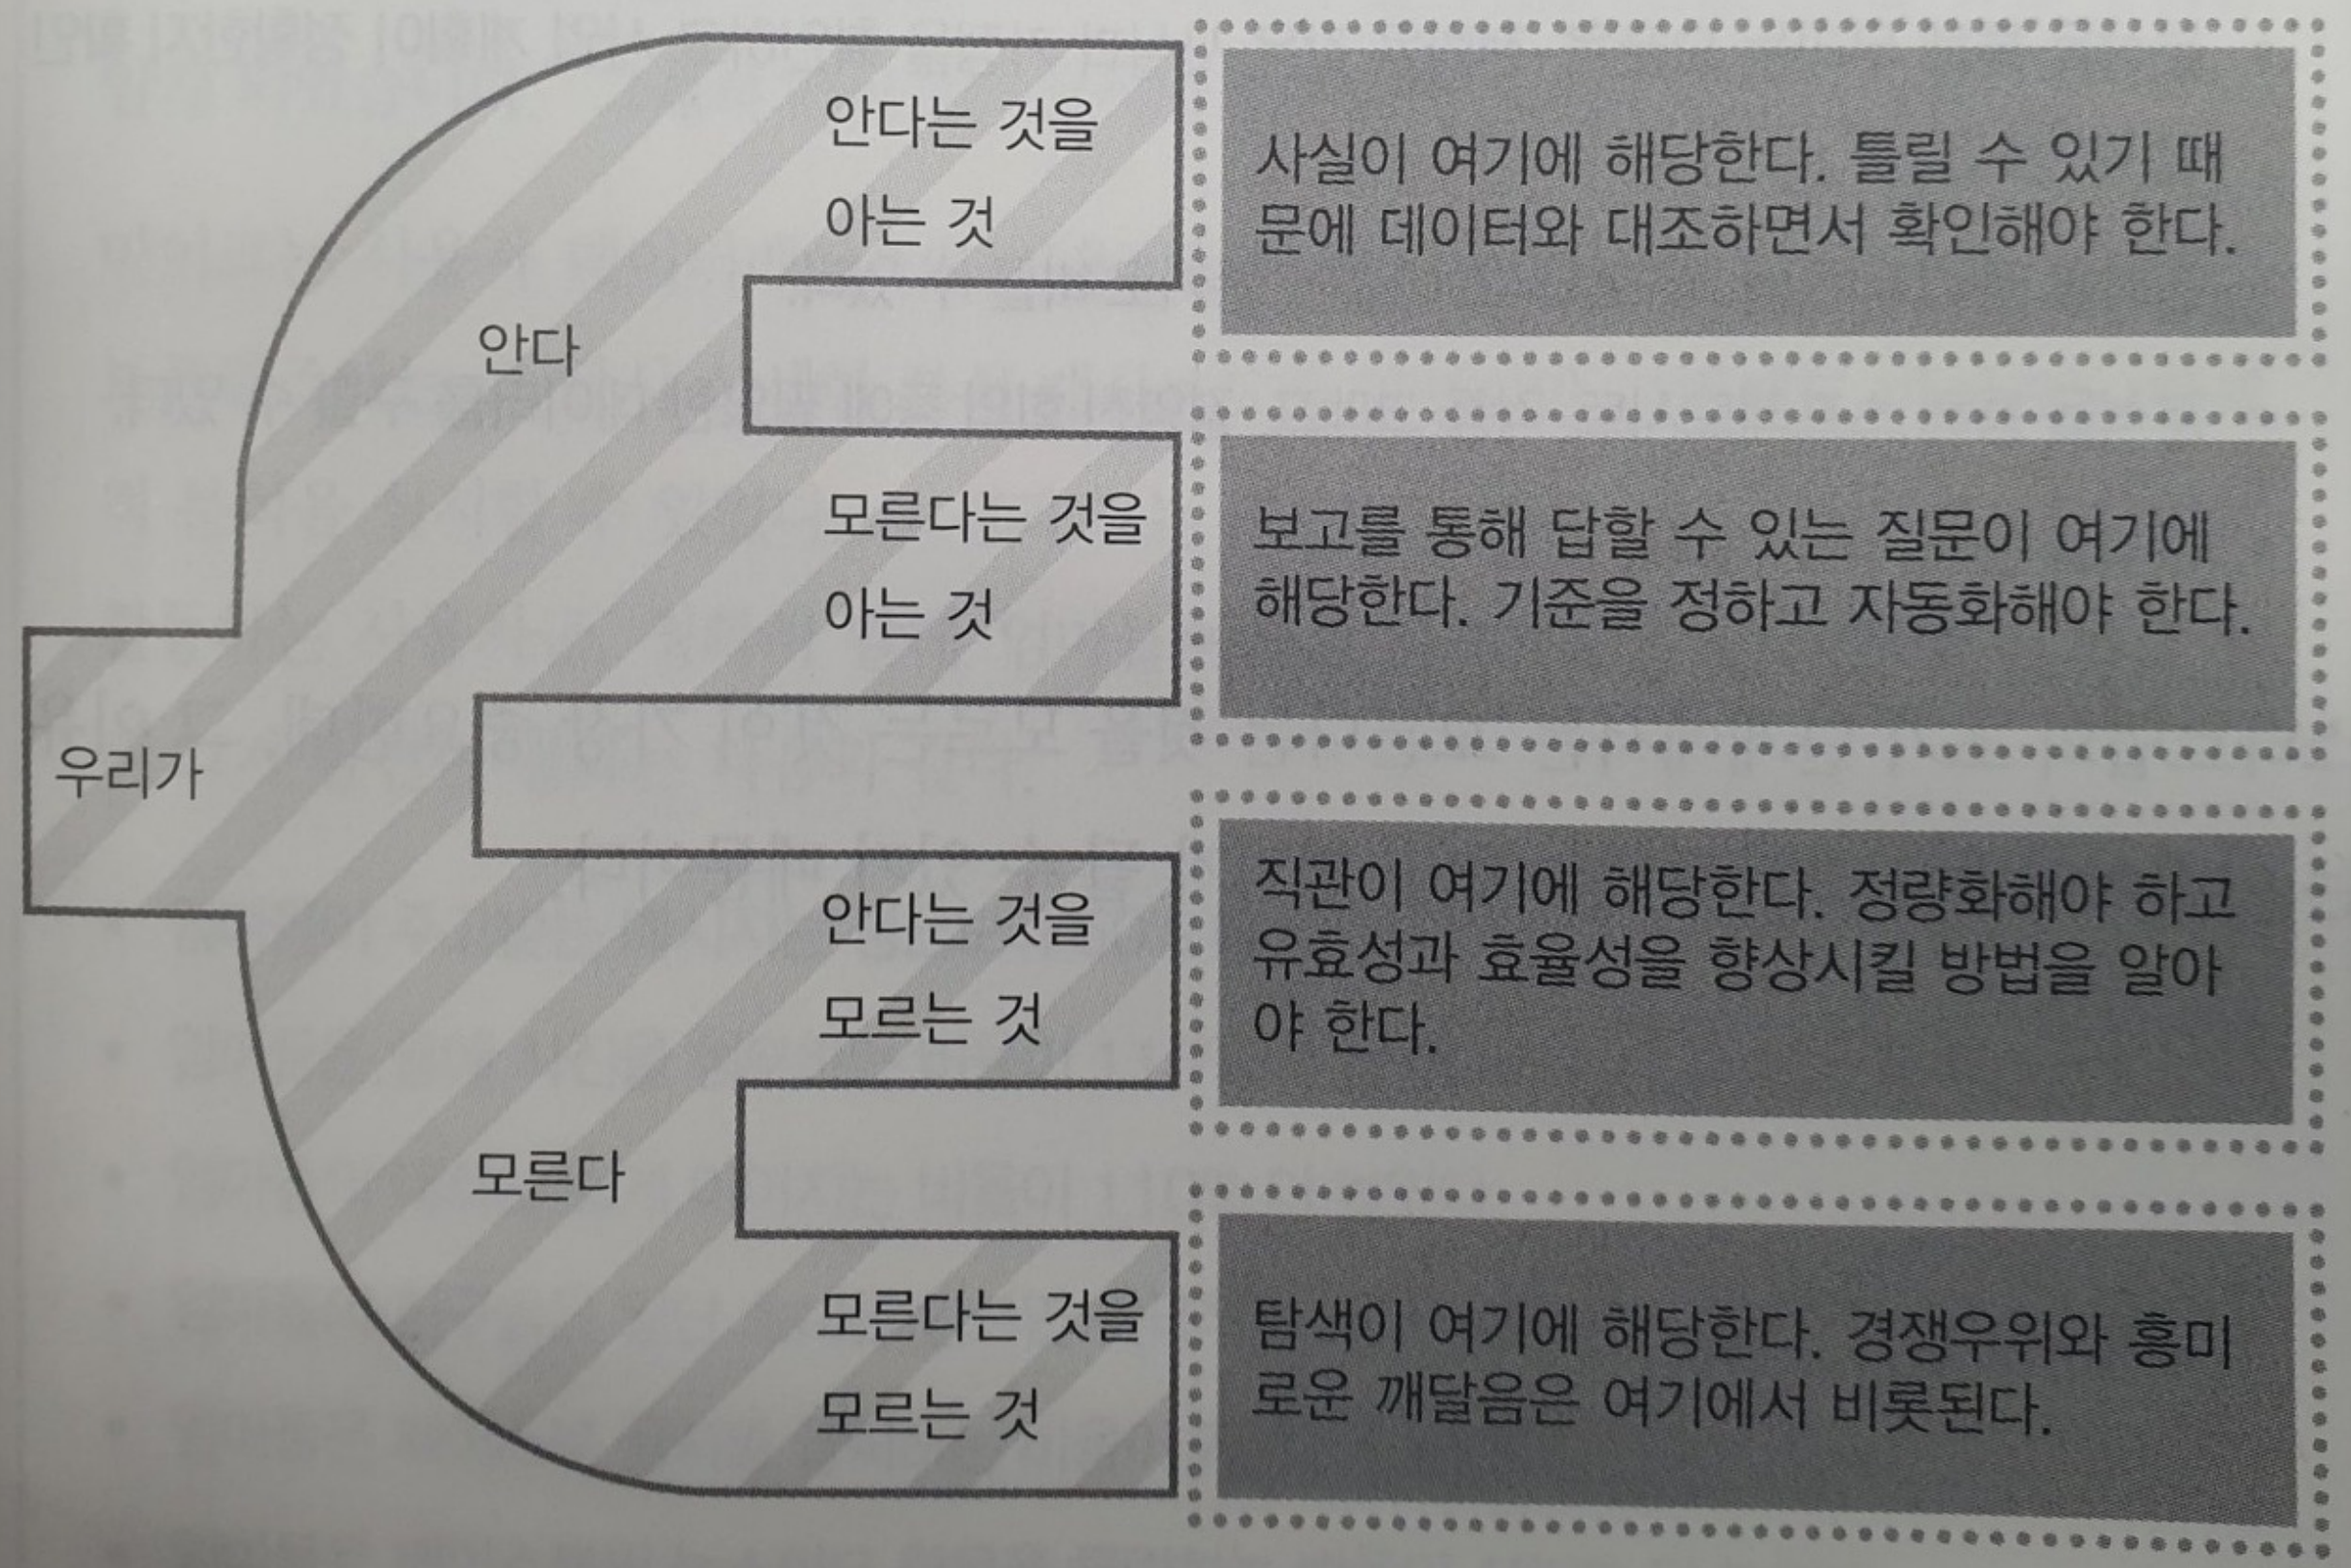 우리가
안다
안다는 것을
아는 것
사실이 여기에 해당한다. 틀릴 수 있기 때
문에 데이터와 대조하면서 확인해야 한다.
모른다는 것을
아는 것
보고를 통해 답할 수 있는 질문이 여기에
해당한다. 기준을 정하고 자동화해야 한다.
모른다
안다는 것을
모르는 것
직관이 여기에 해당한다. 정량화해야 하고
유효성과 효율성을 향상시킬 방법을 알아
야 한다.
모른다는 것을
모르는 것
탐색이 여기에 해당한다. 경쟁우위와 흥미
로운 깨달음은 여기에서 비롯된다.